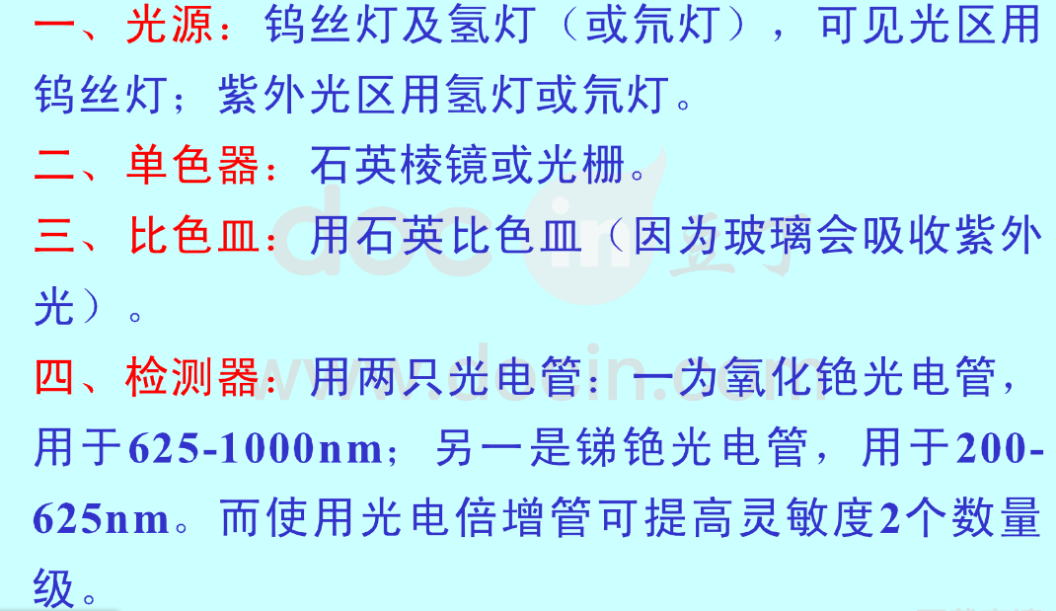 一、光源：钨丝灯及氢灯（或氘灯），可见光区用
钨丝灯；紫外光区用氢灯或氘灯。
二、单色器：石英棱镜或光栅。
三、比色皿：用石英比色皿（因为玻璃会吸收紫外
光）。
四、检测器：用两只光电管：一为氧化铯光电管，
用于625-1000nm；另一是锑铯光电管，用于200-
625nm。而使用光电倍增管可提高灵敏度2个数量
级。
docin 豆丁
www.docin.com